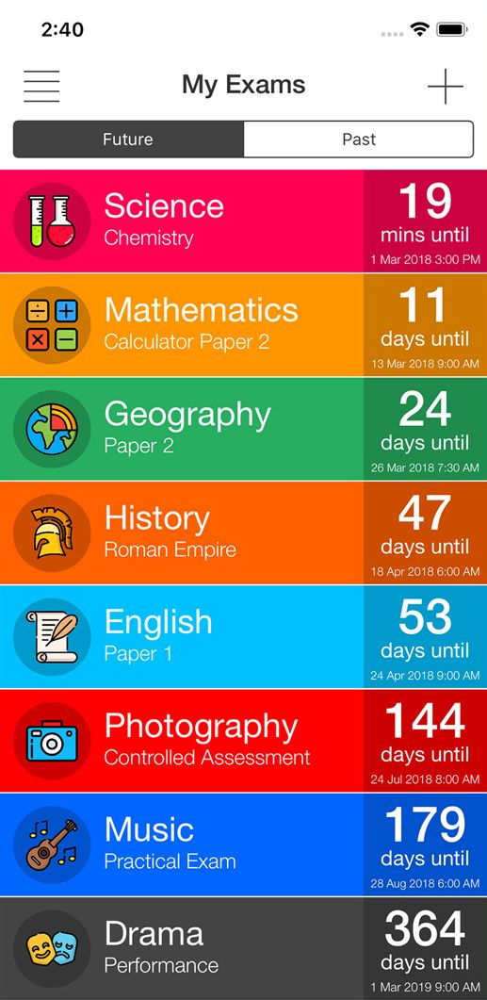 2:40
My Exams
Future
Past
Science
Chemistry
19
mins until
1 Mar 2018 3:00 PM
Mathematics
Calculator Paper 2
11
days until
13 Mar 2018 9:00 AM
Geography
Paper 2
24
days until
26 Mar 2018 7:30 AM
History
Roman Empire
47
days until
18 Apr 2018 6:00 AM
English
Paper 1
53
days until
24 Apr 2018 9:00 AM
Photography
Controlled Assessment
144
days until
24 Jul 2018 8:00 AM
Music
Practical Exam
179
days until
28 Aug 2018 6:00 AM
Drama
Performance
364
days until
1 Mar 2019 9:00 AM